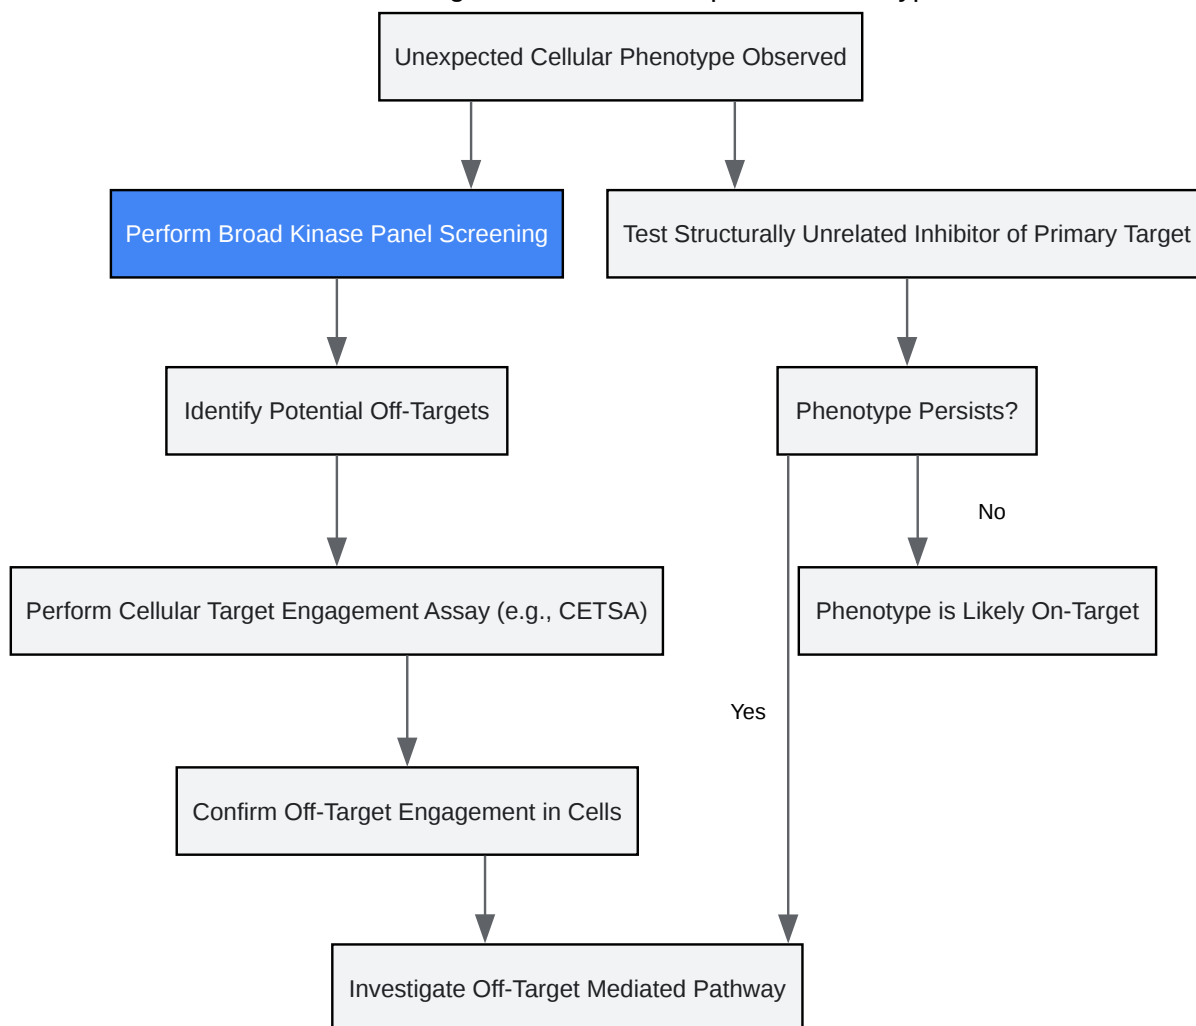 Unexpected Cellular Phenotype Observed
Perform Broad Kinase Panel Screening
Test Structurally Unrelated Inhibitor of Primary Target
Identify Potential Off-Targets
Phenotype Persists?
No
Perform Cellular Target Engagement Assay (e.g., CETSA)
Phenotype is Likely On-Target
Yes
Confirm Off-Target Engagement in Cells
Investigate Off-Target Mediated Pathway